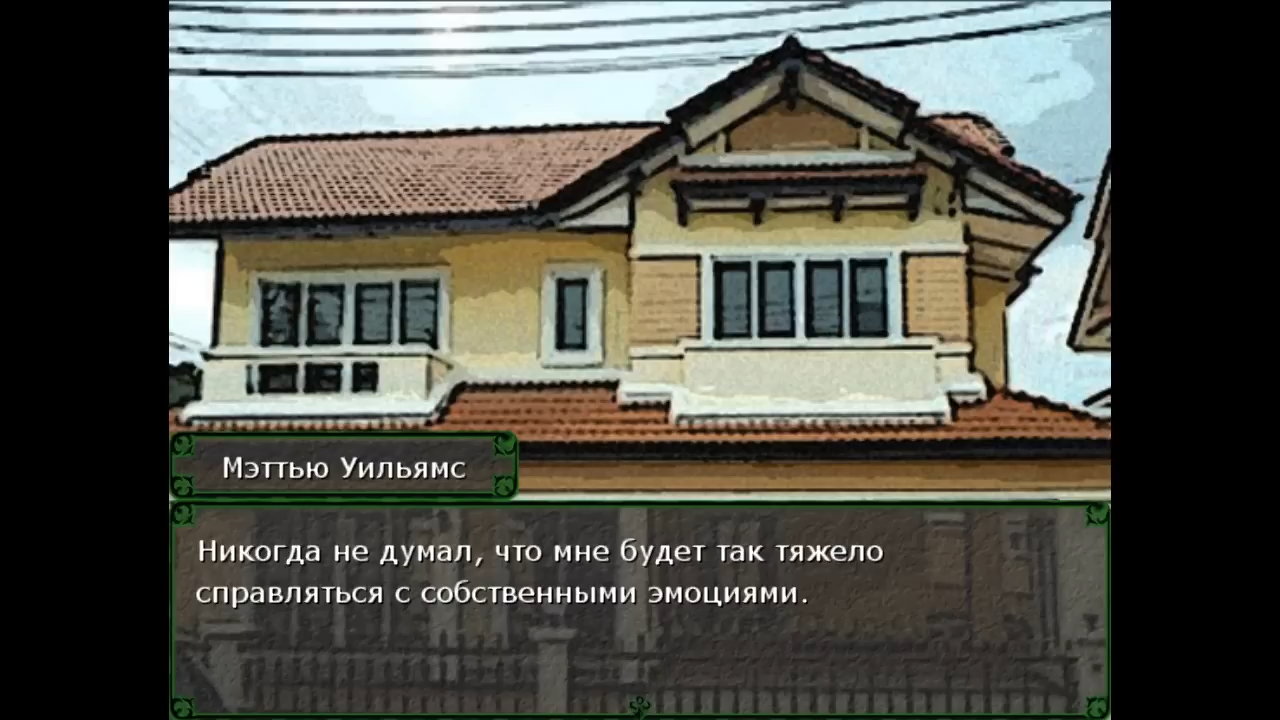 Мэттью Уильямс
Никогда не думал, что мне будет так тяжело
справляться с собственными эмоциями.